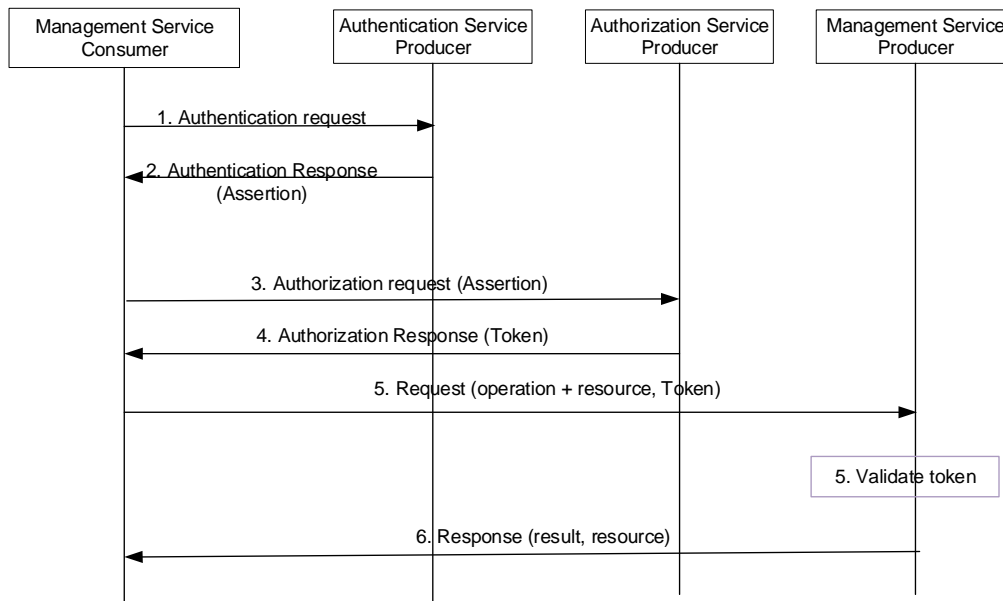 Management Service
Consumer
Authentication Service
Producer
Authorization Service
Producer
Management Service
Producer
1. Authentication request
2. Authentication Response
(Assertion)
3. Authorization request (Assertion)
4. Authorization Response (Token)
5. Request (operation + resource, Token)
5. Validate token
6. Response (result, resource)